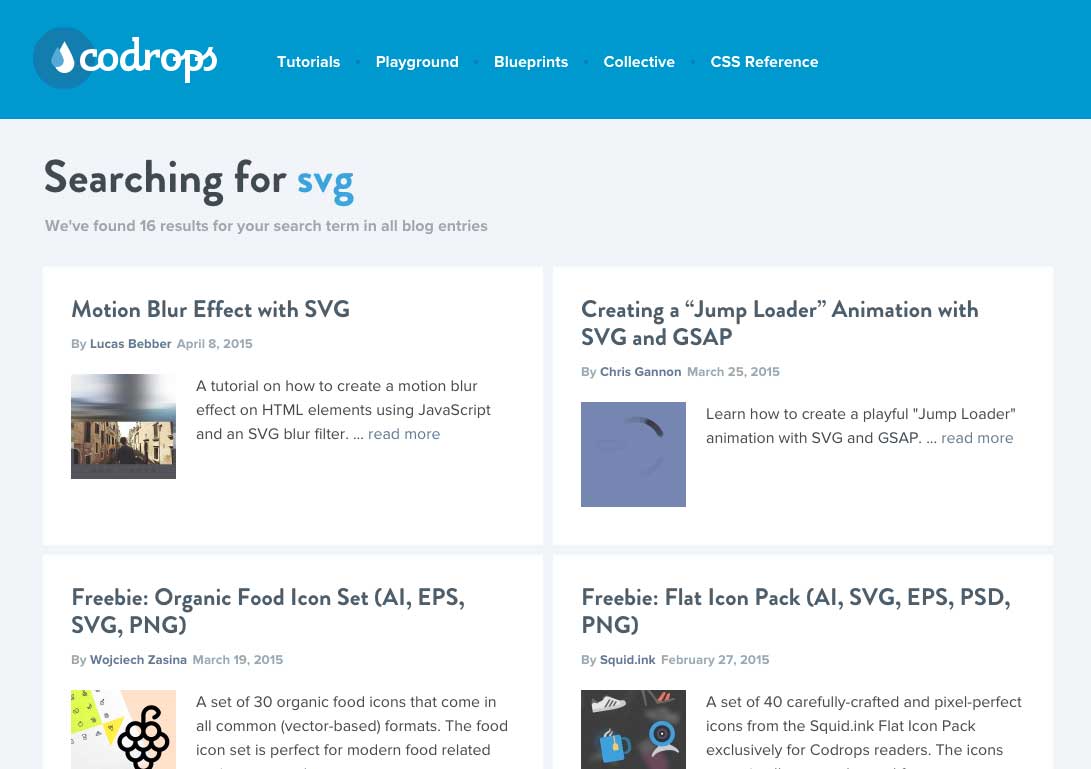 codrops
Tutorials
Playground
Blueprints
Collective
CSS Reference
Searching for svg
We've found 16 results for your search term in all blog entries
Motion Blur Effect with SVG
By Lucas Bebber April 8, 2015
A tutorial on how to create a motion blur
effect on HTML elements using JavaScript
and an SVG blur filter. ... read more
Creating a “Jump Loader” Animation with
SVG and GSAP
By Chris Gannon March 25, 2015
Learn how to create a playful "Jump Loader"
animation with SVG and GSAP. ... read more
Freebie: Organic Food Icon Set (AI, EPS,
SVG, PNG)
By Wojciech Zasina March 19, 2015
A set of 30 organic food icons that come in
all common (vector-based) formats. The food
icon set is perfect for modern food related
Freebie: Flat Icon Pack (AI, SVG, EPS, PSD,
PNG)
By Squid.ink February 27, 2015
A set of 40 carefully-crafted and pixel-perfect
icons from the Squid.ink Flat Icon Pack
exclusively for Codrops readers. The icons